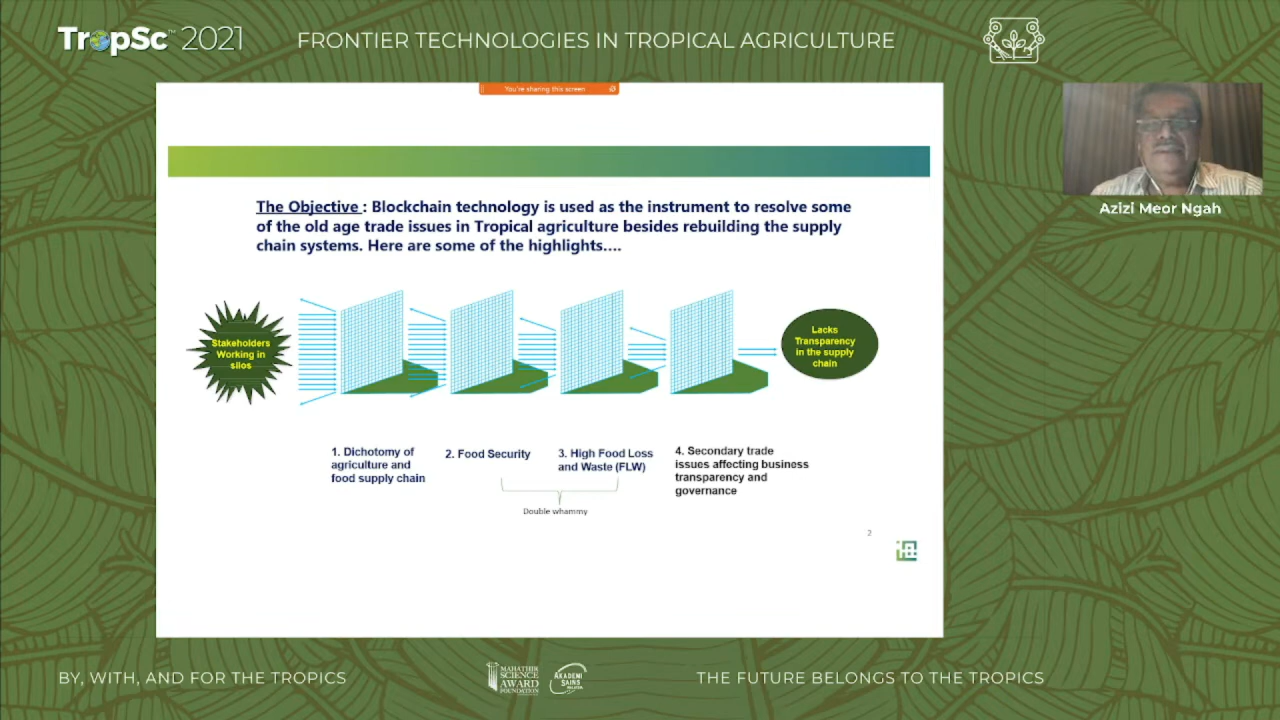 TropSc™ 2021
FRONTIER TECHNOLOGIES IN TROPICAL AGRICULTURE
You're sharing this screen
The Objective : Blockchain technology is used as the instrument to resolve some
of the old age trade issues in Tropical agriculture besides rebuilding the supply
chain systems. Here are some of the highlights....
Stakeholders
Working in
silos
Lacks
Transparency
in the supply
chain
1. Dichotomy of
agriculture and
food supply chain
2. Food Security
3. High Food Loss
and Waste (FLW)
Double whammy
4. Secondary trade
issues affecting business
transparency and
governance
2
Azizi Meor Ngah
BY, WITH, AND FOR THE TROPICS
MAHATHIR
SCIENCE
AWARD
FOUNDATION
AKADEMI
SAINS
MALAYSIA
THE FUTURE BELONGS TO THE TROPICS